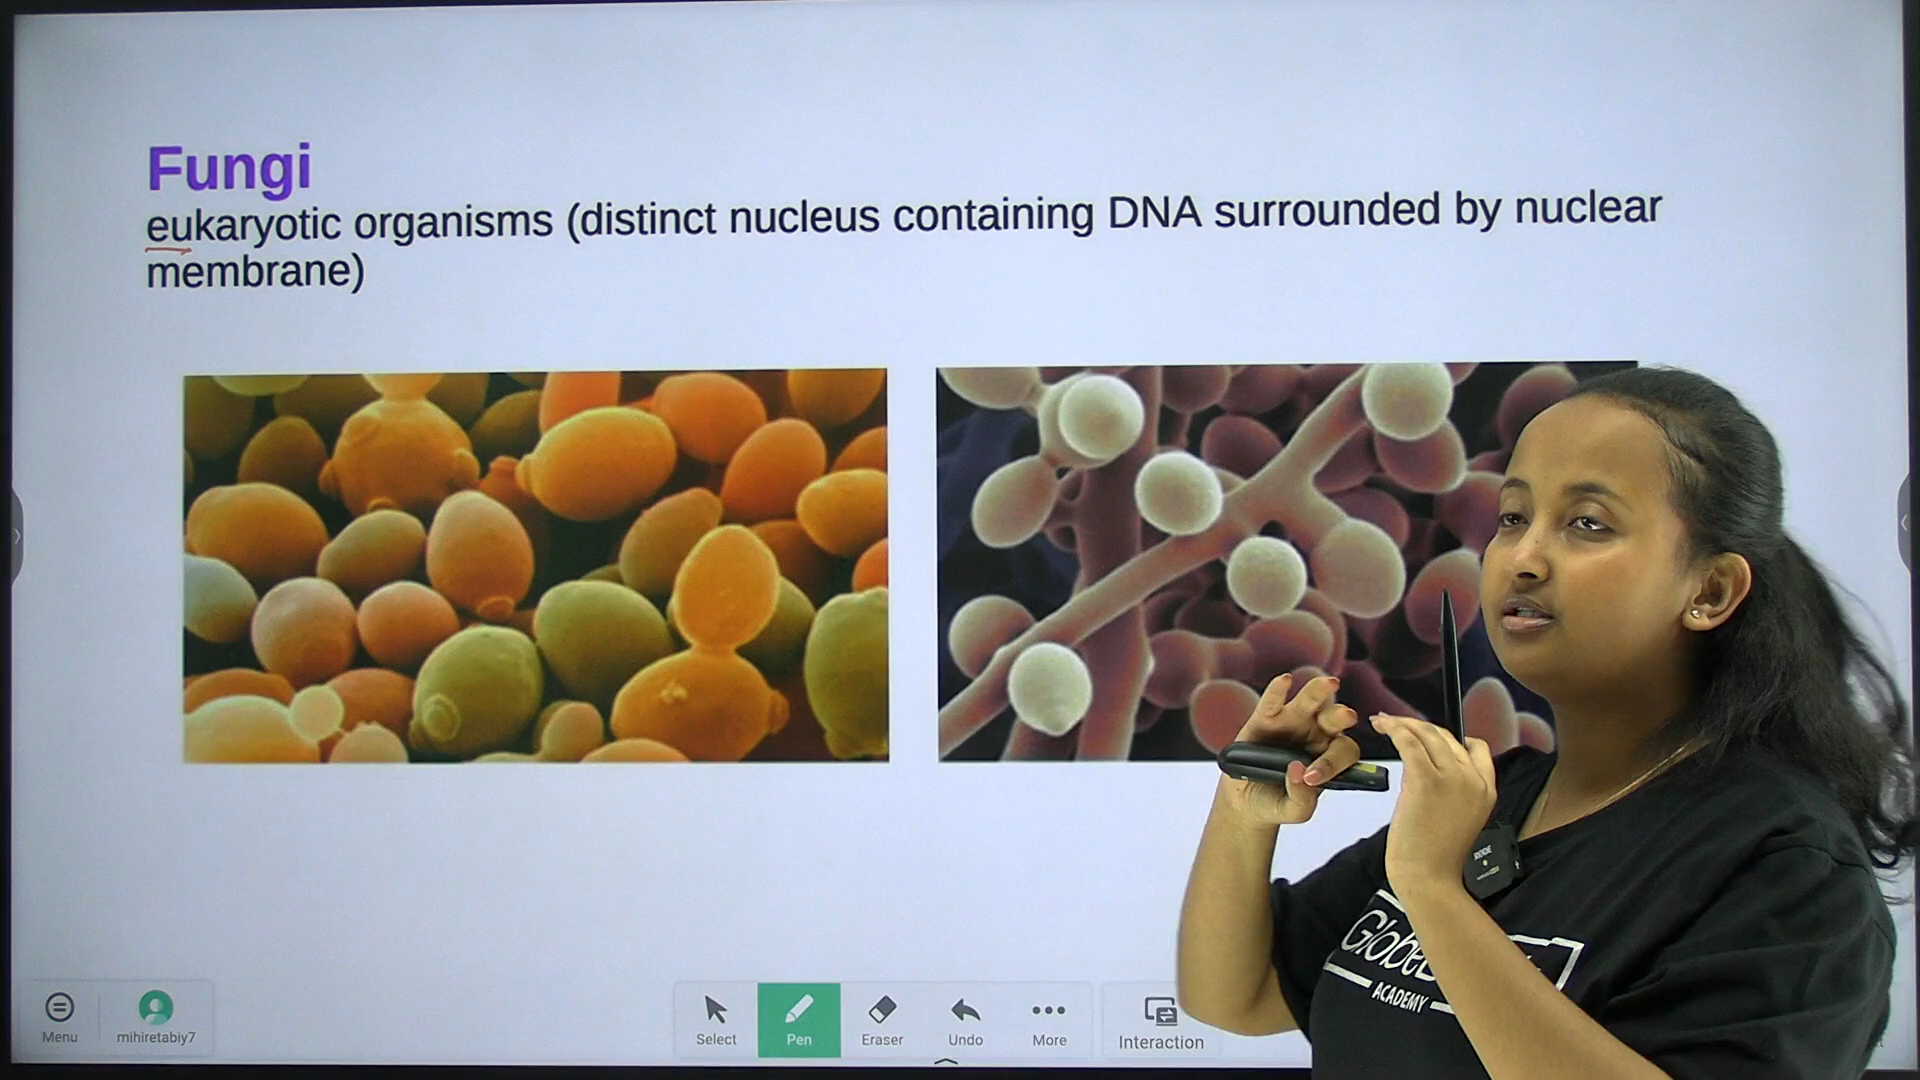 Fungi
eukaryotic organisms (distinct nucleus containing DNA surrounded by nuclear
membrane)
RØDE
ACADEMY
Menu
mihiretabiy7
Select
Pen
Eraser
Undo
More
Interaction